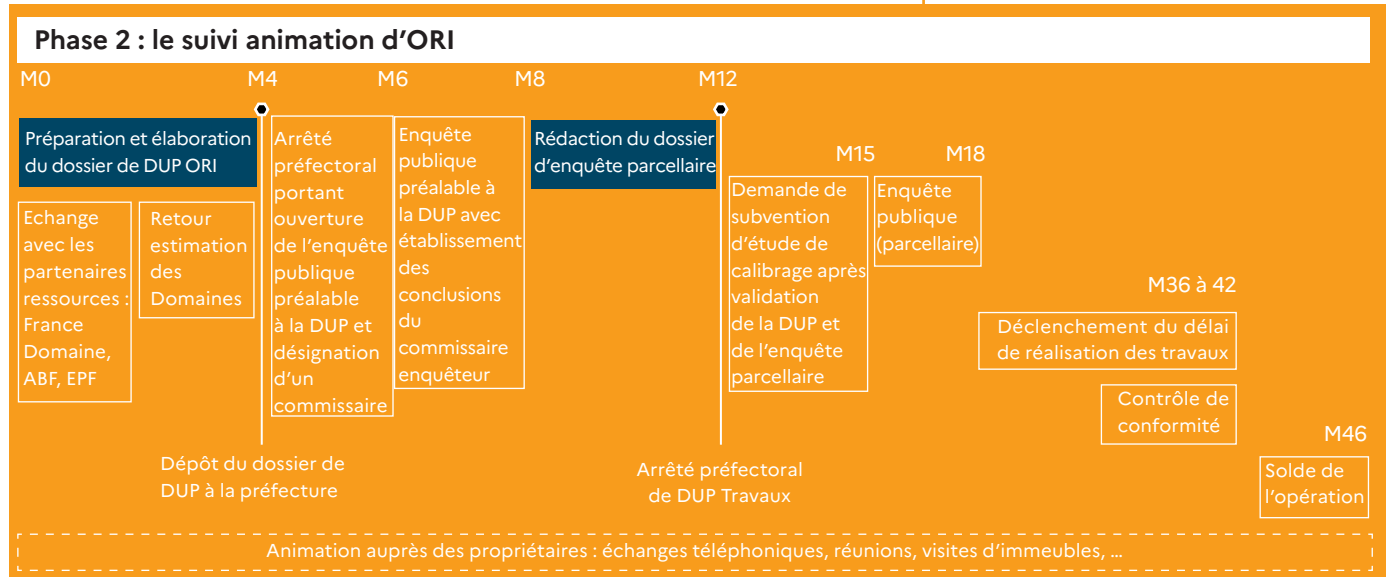 Phase 2 : le suivi animation d’ORI
M0
M4
M6
M8
M12
Préparation et élaboration
du dossier de DUP ORI
Echange
avec les
partenaires
ressources :
France
Domaine,
ABF, EPF
Retour
estimation
des
Domaines
Arrêté
préfectoral
portant
ouverture
de l’enquête
publique
préalable
à la DUP et
désignation
d’un
commissaire
Enquête
publique
préalable à
la DUP avec
établissement
des
conclusions
du
commissaire
enquêteur
Rédaction du dossier
d’enquête parcellaire
M15
M18
Demande de
subvention
d’étude de
calibrage après
validation
de la DUP et
de l’enquête
parcellaire
Enquête
publique
(parcellaire)
M36 à 42
Déclenchement du délai
de réalisation des travaux
Contrôle de
conformité
M46
Solde de
l’opération
Dépôt du dossier de
DUP à la préfecture
Arrêté préfectoral
de DUP Travaux
Animation auprès des propriétaires : échanges téléphoniques, réunions, visites d’immeubles, …